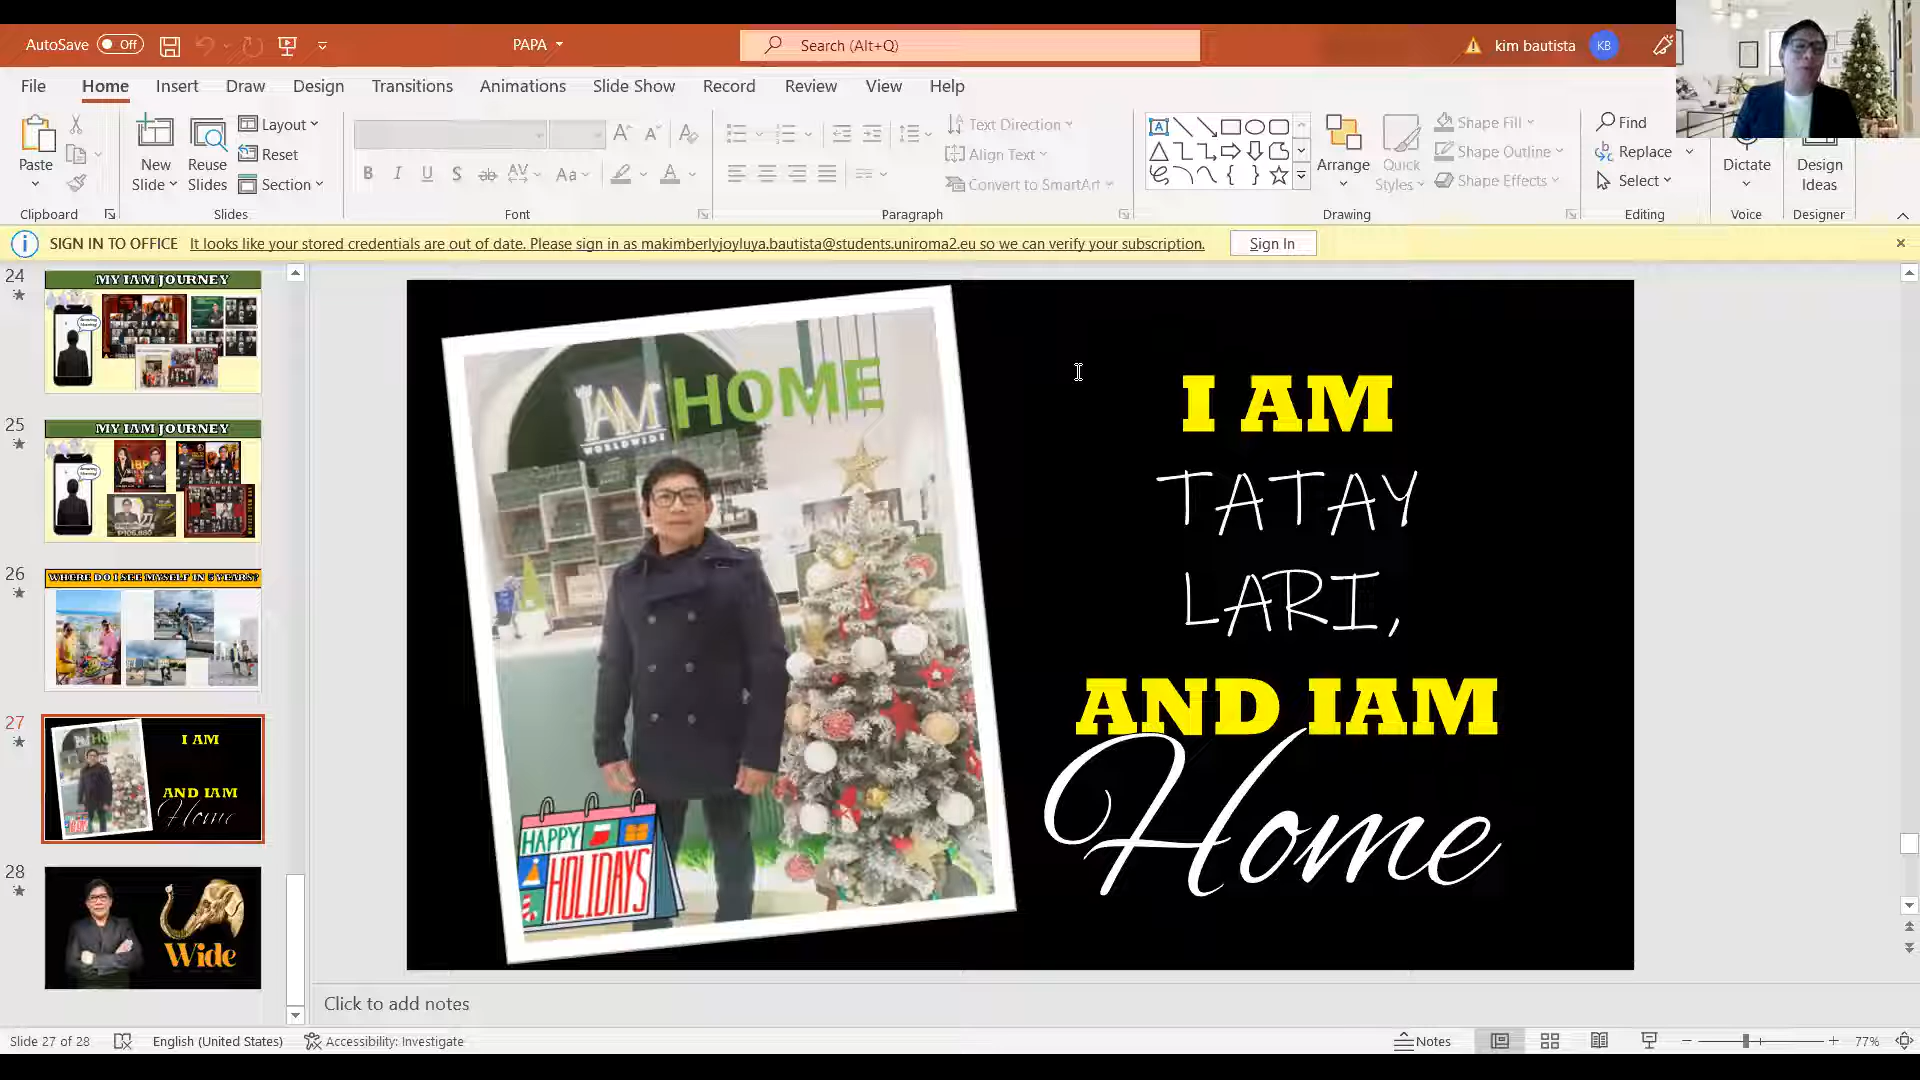 AutoSave Off PAPA Search (Alt+Q) kim bautista KB
File Home Insert Draw Design Transitions Animations Slide Show Record Review View Help
Paste
Clipboard
New Slide
Reuse Slides
Layout
Reset
Section
Slides
B I U S ab AV Aa A
Font
Text Direction
Align Text
Convert to SmartArt
Paragraph
Arrange
Quick Styles
Shape Fill
Shape Outline
Shape Effects
Drawing
Find
Replace
Select
Editing
Dictate
Voice
Design Ideas
Designer
SIGN IN TO OFFICE It looks like your stored credentials are out of date. Please sign in as makimberlyjoyluya.bautista@students.uniroma2.eu so we can verify your subscription. Sign In
24
MY IAM JOURNEY
25
MY IAM JOURNEY
26
WHERE DO I SEE MYSELF IN 5 YEARS?
27
I AM
AND IAM
Home
28
Wide
IAM HOME
WORLDWIDE
HAPPY
HOLIDAYS
I AM
TATAY
LARI,
AND IAM
Home
Click to add notes
Slide 27 of 28 English (United States) Accessibility: Investigate Notes 77%